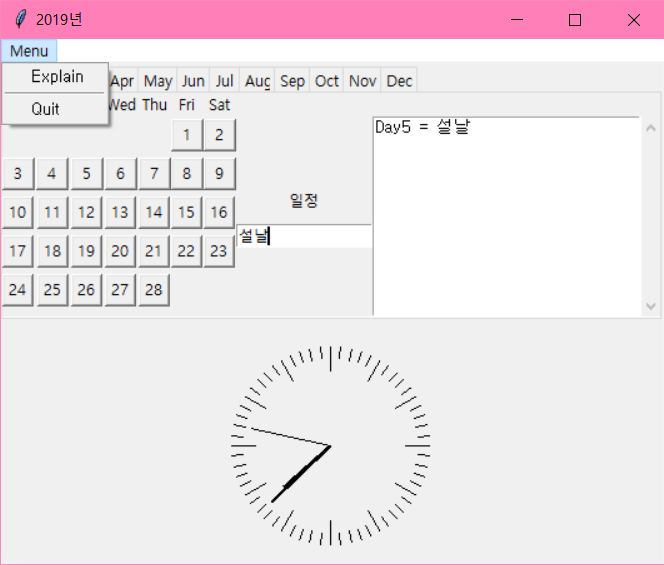 2019년
Menu
Explain
Quit
Apr May Jun Jul Aug Sep Oct Nov Dec
Wed Thu Fri Sat
1 2
3 4 5 6 7 8 9
10 11 12 13 14 15 16
17 18 19 20 21 22 23
24 25 26 27 28
일정
설날
Day5 = 설날